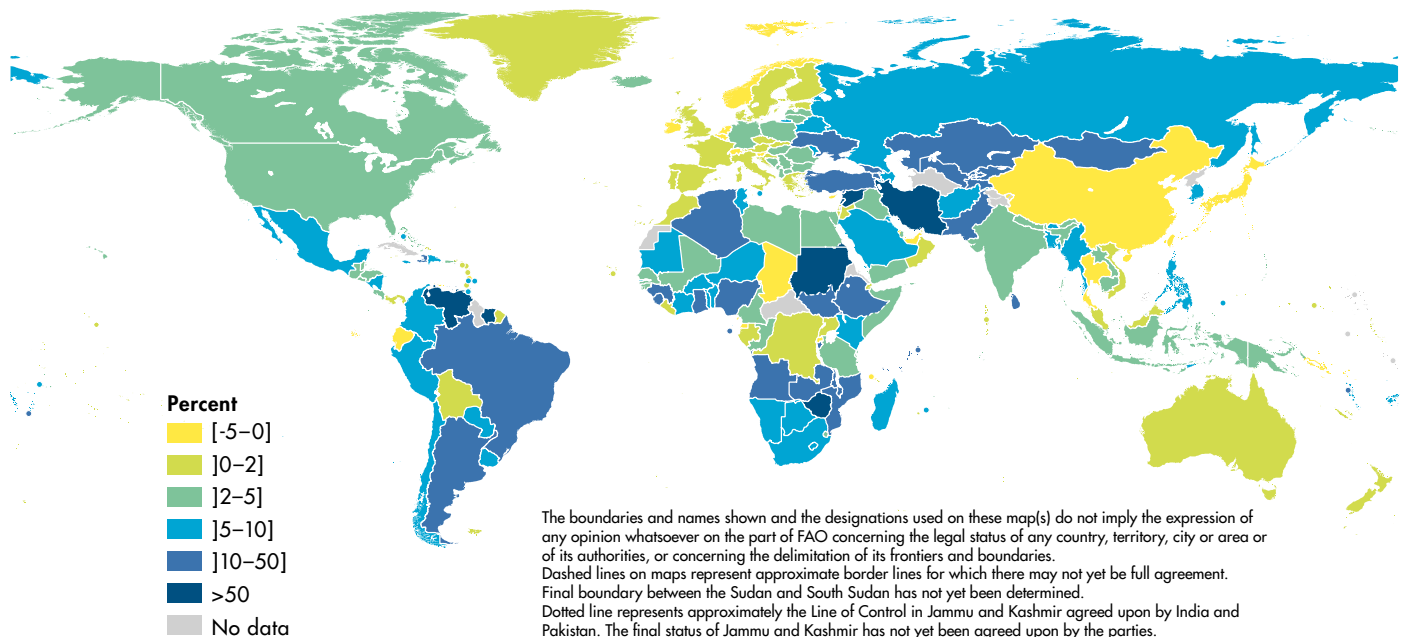 Percent
[-5–0]
]0–2]
]2–5]
]5–10]
]10–50]
>50
No data
The boundaries and names shown and the designations used on these map(s) do not imply the expression of
any opinion whatsoever on the part of FAO concerning the legal status of any country, territory, city or area or
of its authorities, or concerning the delimitation of its frontiers and boundaries.
Dashed lines on maps represent approximate border lines for which there may not yet be full agreement.
Final boundary between the Sudan and South Sudan has not yet been determined.
Dotted line represents approximately the Line of Control in Jammu and Kashmir agreed upon by India and
Pakistan. The final status of Jammu and Kashmir has not yet been agreed upon by the parties.